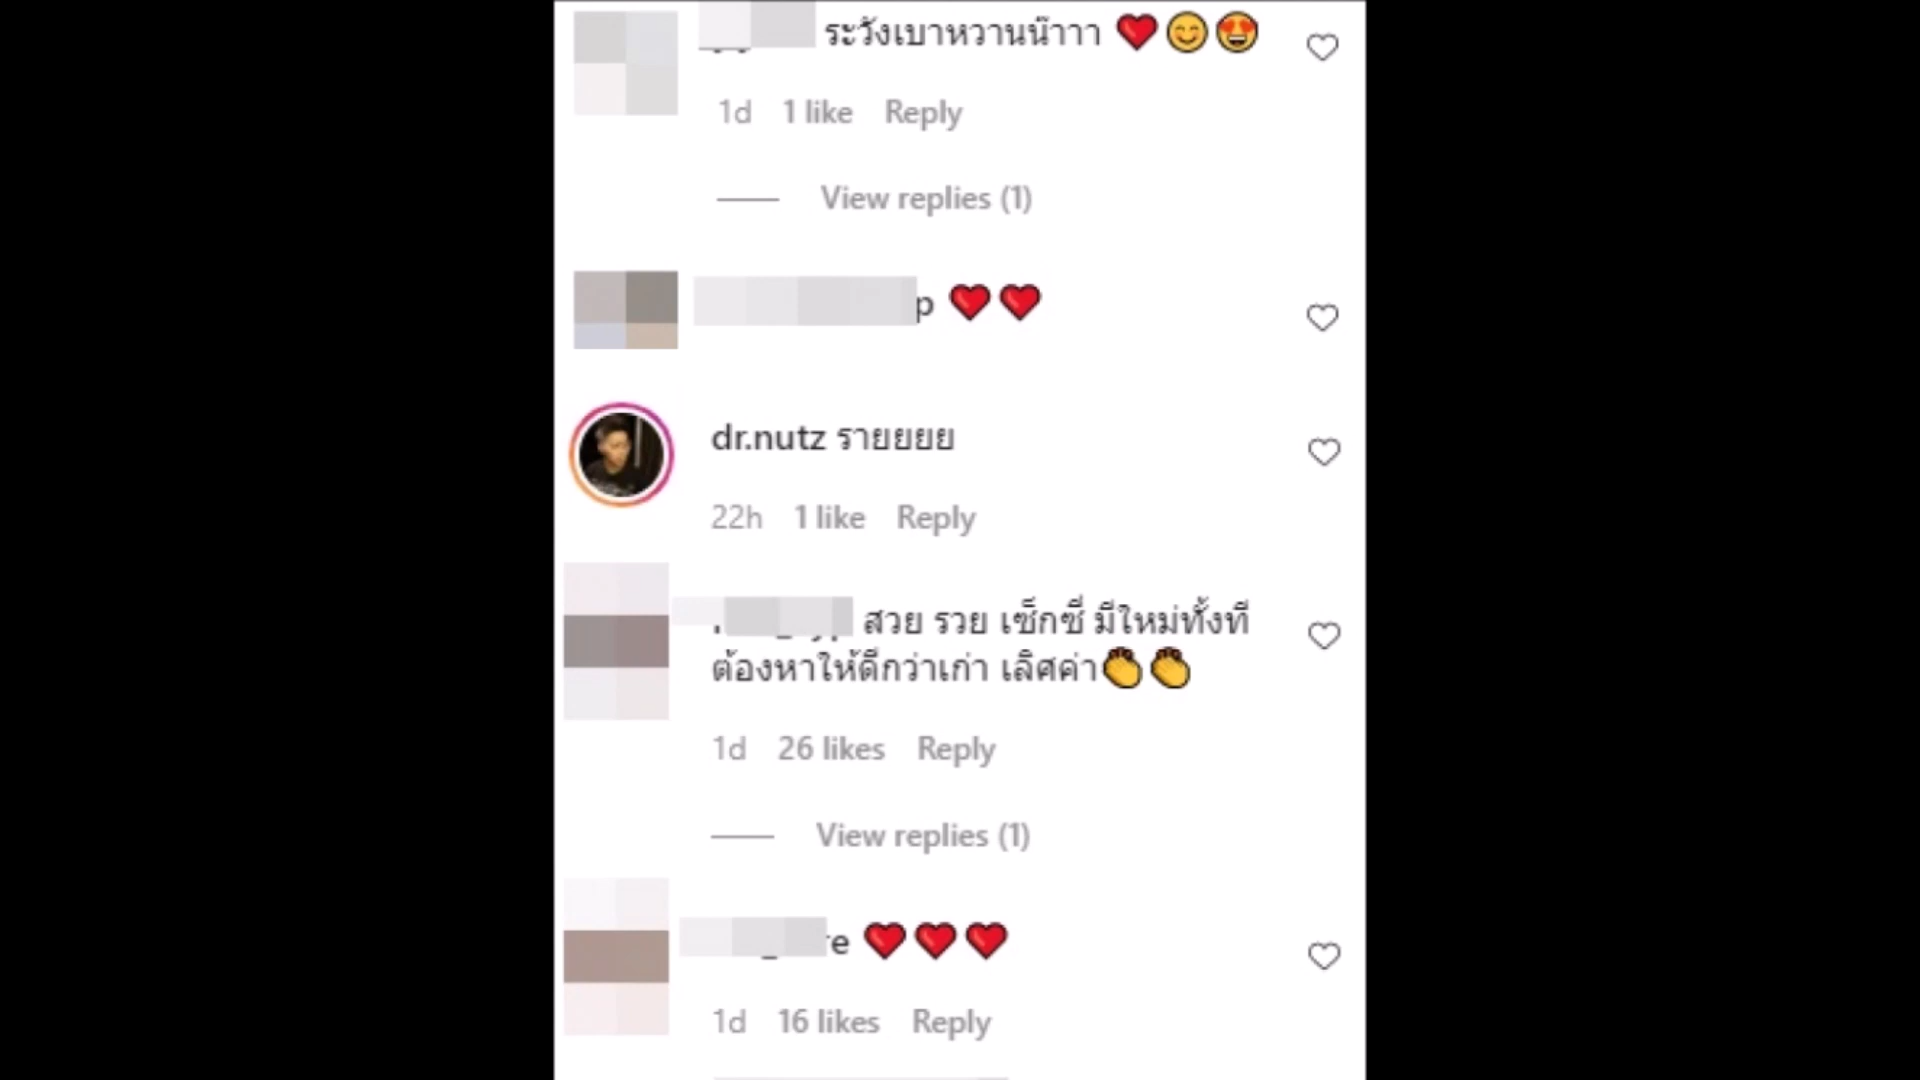 ระวังเบาหวานน๊าาา ❤️😊😍
1d 1 like Reply
View replies (1)
p ❤️❤️
dr.nutz รายยยย
22h 1 like Reply
สวย รวย เซ็กซี่ มีใหม่ทั้งที
ต้องหาให้ดีกว่าเก่า เลิศค่า👏👏
1d 26 likes Reply
View replies (1)
re ❤️❤️❤️
1d 16 likes Reply